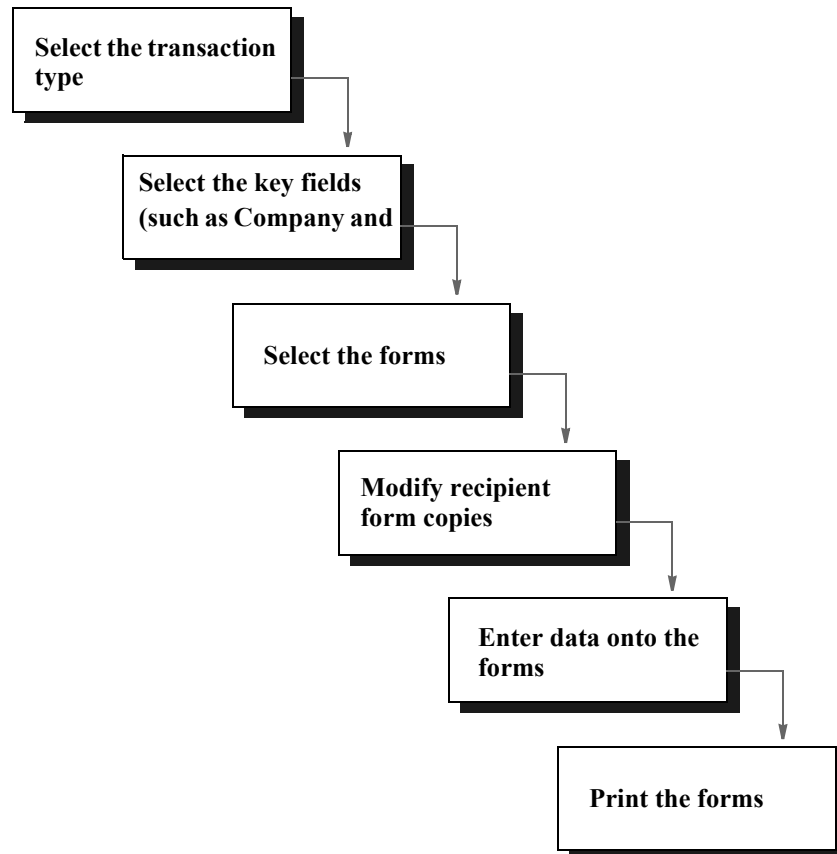 Select the transaction
type
Select the key fields
(such as Company and
Select the forms
Modify recipient
form copies
Enter data onto the
forms
Print the forms